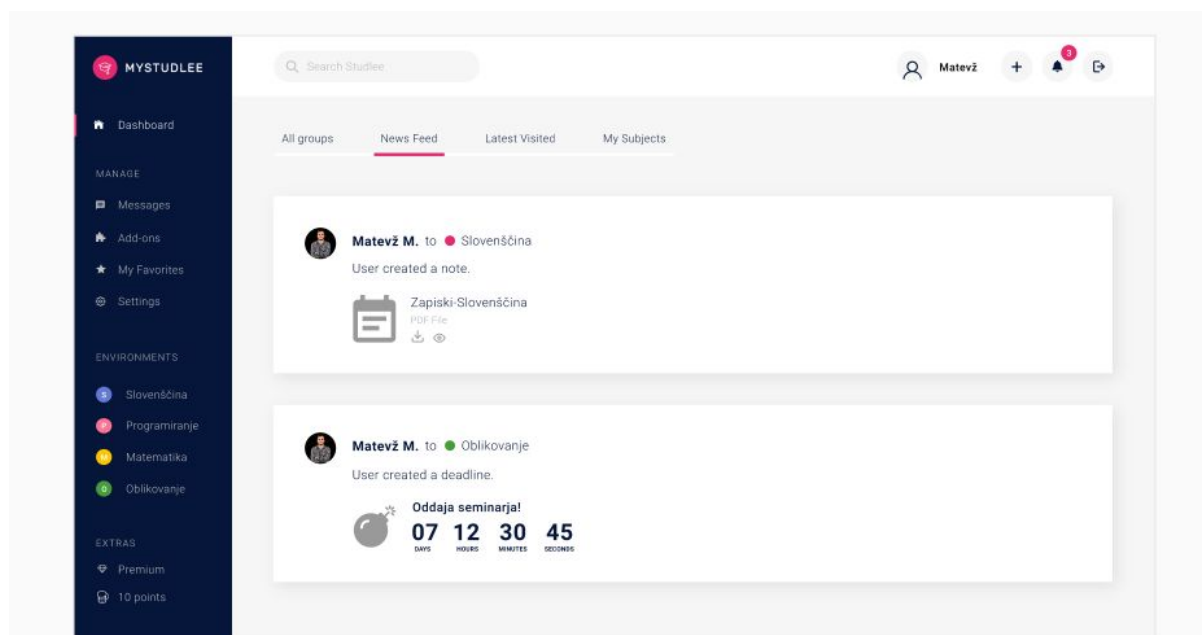 MYSTUDLEE
Search Studlee
Matevž
3
Dashboard
MANAGE
Messages
Add-ons
My Favorites
Settings
ENVIRONMENTS
S Slovenščina
P Programiranje
M Matematika
O Oblikovanje
EXTRAS
Premium
10 points
All groups News Feed Latest Visited My Subjects
Matevž M. to Slovenščina
User created a note.
Zapiski-Slovenščina
PDF File
Matevž M. to Oblikovanje
User created a deadline.
Oddaja seminarja!
07 12 30 45
DAYS HOURS MINUTES SECONDS